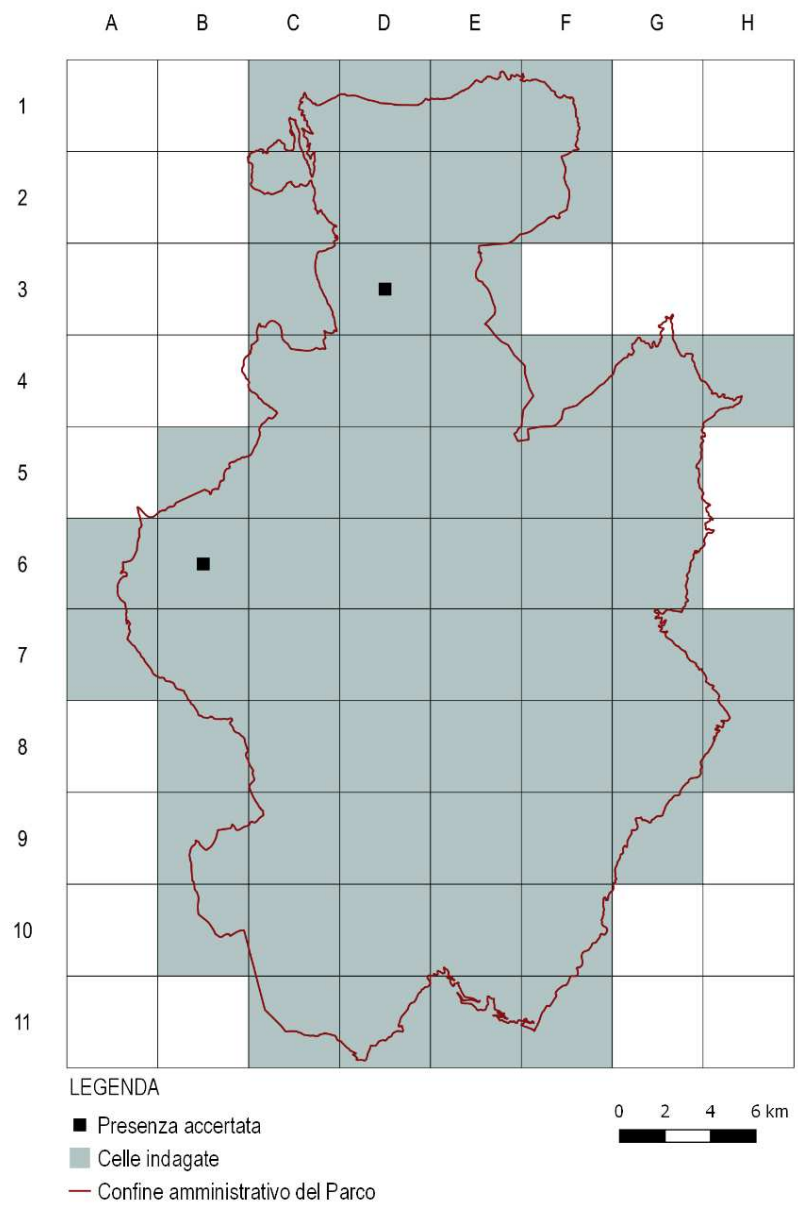 A B C D E F G H
1
2
3
4
5
6
7
8
9
10
11
LEGENDA
Presenza accertata
Celle indagate
Confine amministrativo del Parco
0 2 4 6 km